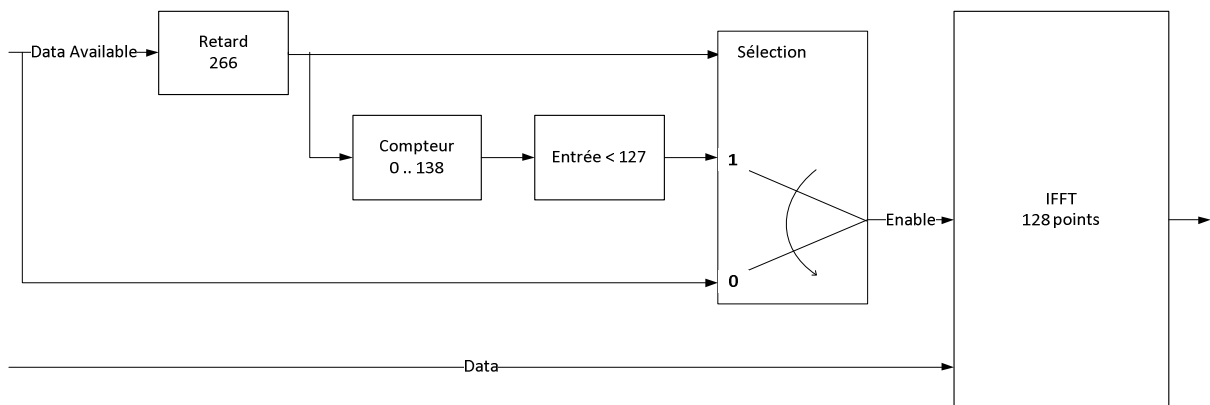 Data Available
Retard
266
Sélection
Compteur
0 .. 138
Entrée < 127
1
IFFT
128 points
Enable
0
Data